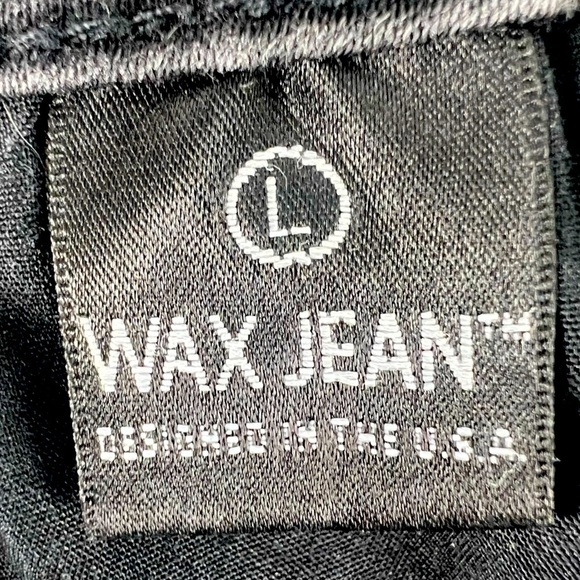 L
WAX JEAN™
DESIGNED IN THE U.S.A.